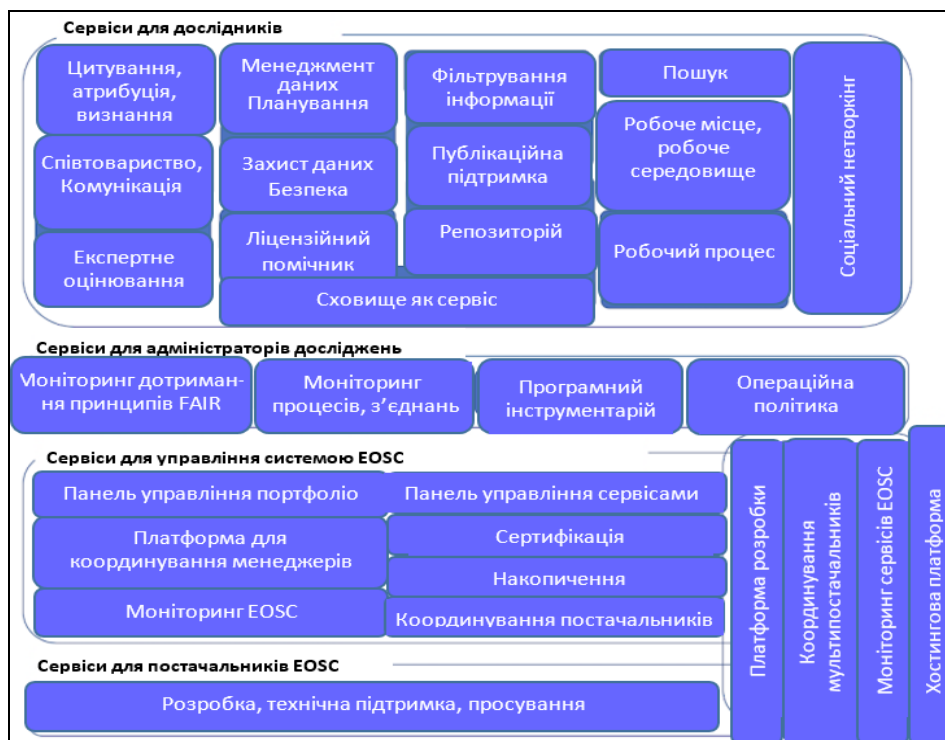 Сервіси для дослідників
Цитування,
атрибуція,
визнання
Співтовариство,
Комунікація
Експертне
оцінювання
Менеджмент
даних
Планування
Захист даних
Безпека
Ліцензійний
помічник
Фільтрування
інформації
Публікаційна
підтримка
Репозиторій
Сховище як сервіс
Пошук
Робоче місце,
робоче
середовище
Робочий процес
Соціальний нетворкінг
Сервіси для адміністраторів досліджень
Моніторинг дотриман-
ня принципів FAIR
Моніторинг
процесів, з’єднань
Програмний
інструментарій
Операційна
політика
Сервіси для управління системою EOSC
Панель управління портфоліо
Платформа для
координування менеджерів
Моніторинг EOSC
Панель управління сервісами
Сертифікація
Накопичення
Координування постачальників
Сервіси для постачальників EOSC
Розробка, технічна підтримка, просування
Платформа розробки
Координування
мультипостачальників
Моніторинг сервісів EOSC
Хостингова платформа